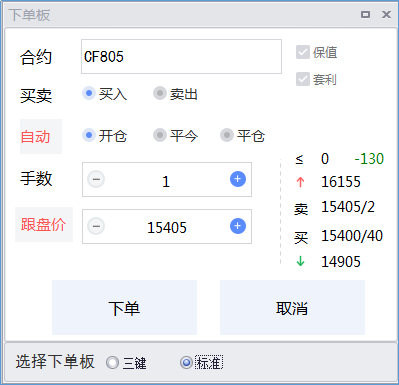 下单板
合约 CF805 保值
套利
买卖 买入 卖出
自动 开仓 平今 平仓
≤ 0 -130
手数 − 1 + ↑ 16155
卖 15405/2
跟盘价 − 15405 + 买 15400/40
↓ 14905
下单 取消
选择下单板 三键 标准